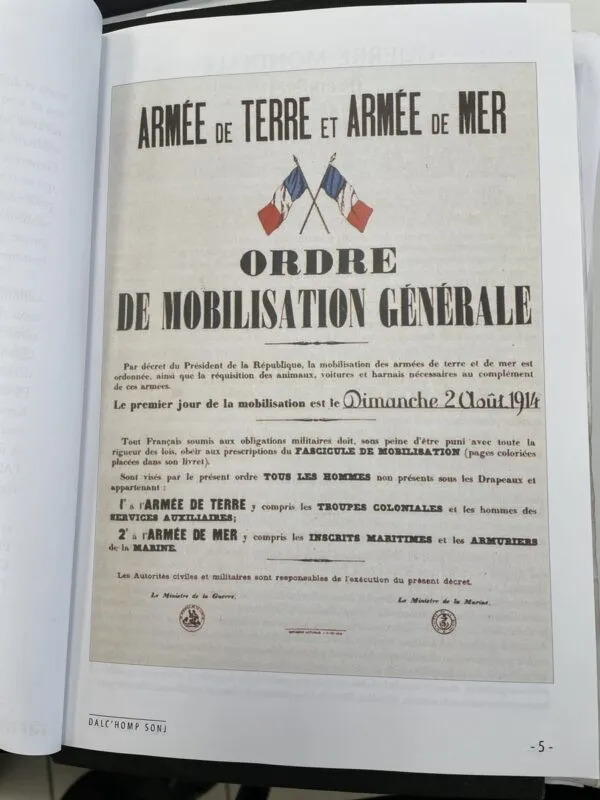 ARMÉE DE TERRE ET ARMÉE DE MER
ORDRE
DE MOBILISATION GÉNÉRALE
Par décret du Président de la République, la mobilisation des armées de terre et de mer est
ordonnée, ainsi que la réquisition des animaux, voitures et harnais nécessaires au complément
de ces armées.
Le premier jour de la mobilisation est le Dimanche 2 Août 1914
Tout Français soumis aux obligations militaires doit, sous peine d'être puni avec toute la
rigueur des lois, obéir aux prescriptions du FASCICULE DE MOBILISATION (pages coloriées
placées dans son livret).
Sont visés par le présent ordre TOUS LES HOMMES non présents sous les Drapeaux et
appartenant :
1° à l'ARMÉE DE TERRE y compris les TROUPES COLONIALES et les hommes des
SERVICES AUXILIAIRES;
2° à l'ARMÉE DE MER y compris les INSCRITS MARITIMES et les ARMURIERS
de la MARINE.
Les Autorités civiles et militaires sont responsables de l'exécution du présent décret.
Le Ministre de la Guerre. Le Ministre de la Marine.
DALC'HOMP SONJ
- 5 -